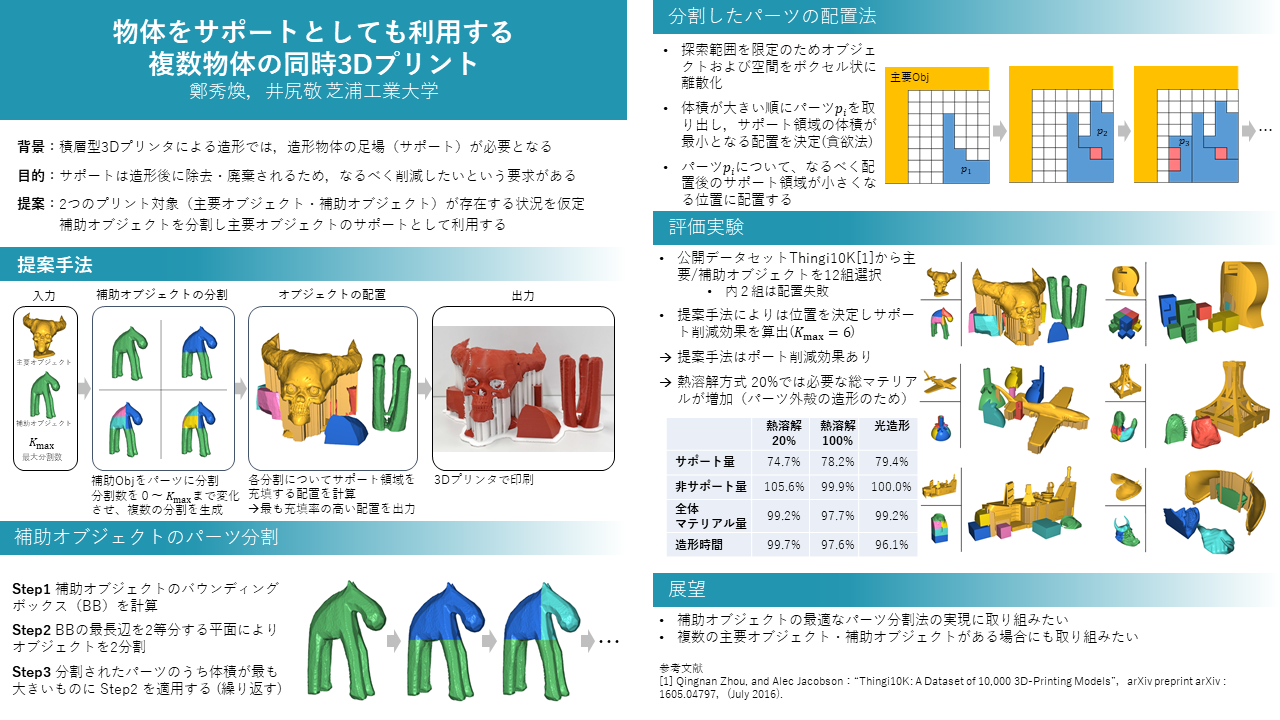 物体をサポートとしても利用する
複数物体の同時3Dプリント
鄭秀煥，井尻敬 芝浦工業大学
背景：積層型3Dプリンタによる造形では，造形物体の足場（サポート）が必要となる
目的：サポートは造形後に除去・廃棄されるため，なるべく削減したいという要求がある
提案：2つのプリント対象（主要オブジェクト・補助オブジェクト）が存在する状況を仮定
補助オブジェクトを分割し主要オブジェクトのサポートとして利用する
提案手法
入力
補助オブジェクトの分割
オブジェクトの配置
出力
主要オブジェクト
補助オブジェクト
Kmax
最大分割数
補助Objをパーツに分割
分割数を０～ Kmaxまで変化
させ、複数の分割を生成
各分割についてサポート領域を
充填する配置を計算
→最も充填率の高い配置を出力
3Dプリンタで印刷
補助オブジェクトのパーツ分割
Step1 補助オブジェクトのバウンディング
ボックス（BB）を計算
Step2 BBの最長辺を2等分する平面により
オブジェクトを2分割
Step3 分割されたパーツのうち体積が最も
大きいものに Step2 を適用する (繰り返す)
…
分割したパーツの配置法
• 探索範囲を限定のためオブジェ
クトおよび空間をボクセル状に
離散化
• 体積が大きい順にパーツpiを取
り出し，サポート領域の体積が
最小となる配置を決定(貪欲法)
• パーツpiについて、なるべく配
置後のサポート領域が小さくな
る位置に配置する
主要Obj
p1
p2
p3
…
評価実験
• 公開データセットThingi10K[1]から主
要/補助オブジェクトを12組選択
• 内２組は配置失敗
• 提案手法によりは位置を決定しサポー
ト削減効果を算出(Kmax = 6)
→ 提案手法はポート削減効果あり
→ 熱溶解方式 20%では必要な総マテリア
ルが増加（パーツ外殻の造形のため）
熱溶解 20% 熱溶解 100% 光造形
サポート量 74.7% 78.2% 79.4%
非サポート量 105.6% 99.9% 100.0%
全体マテリアル量 99.2% 97.7% 99.2%
造形時間 99.7% 97.6% 96.1%
展望
• 補助オブジェクトの最適なパーツ分割法の実現に取り組みたい
• 複数の主要オブジェクト・補助オブジェクトがある場合にも取り組みたい
参考文献
[1] Qingnan Zhou, and Alec Jacobson：“Thingi10K: A Dataset of 10,000 3D-Printing Models”，arXiv preprint arXiv：
1605.04797，(July 2016).